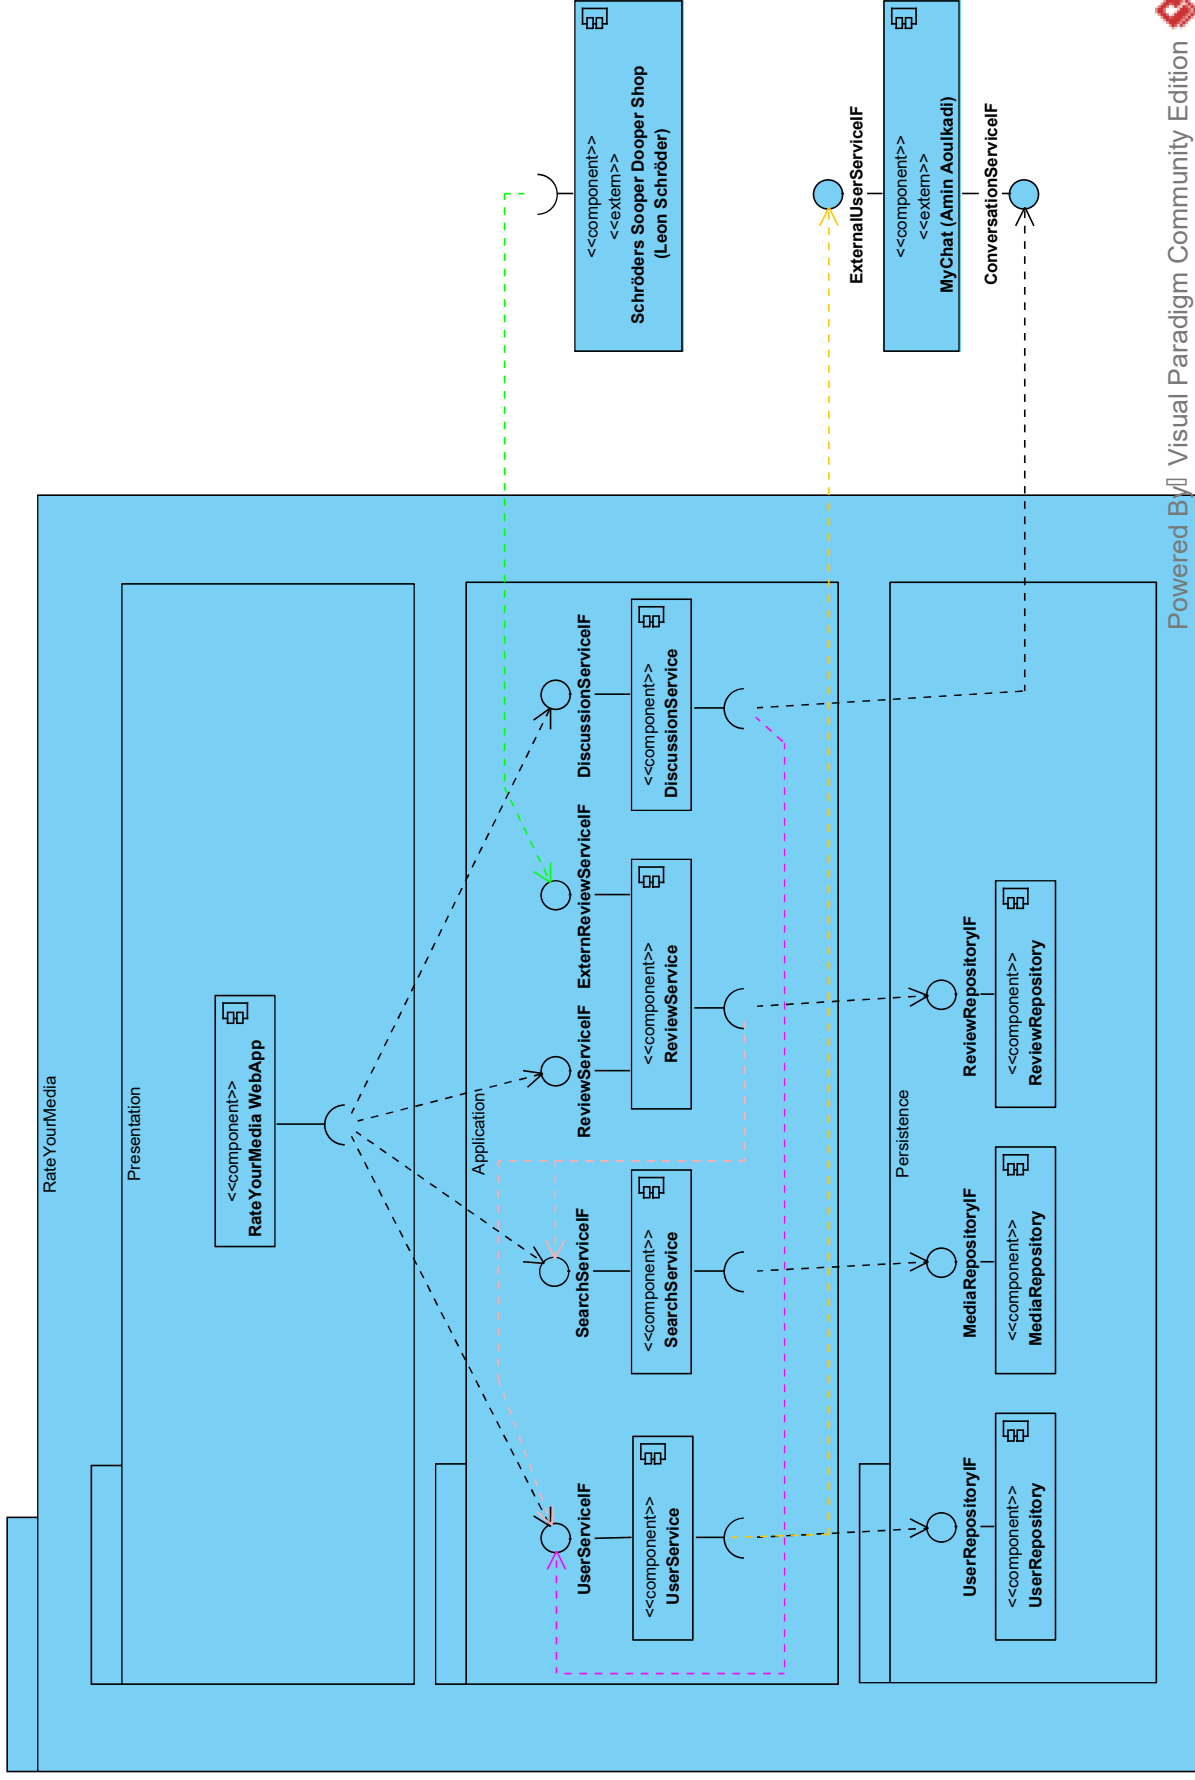 RateYourMedia
Presentation
<<component>>
RateYourMedia WebApp
Application
UserServiceIF
SearchServiceIF
ReviewServiceIF
ExternReviewServiceIF
DiscussionServiceIF
<<component>>
UserService
<<component>>
SearchService
<<component>>
ReviewService
<<component>>
DiscussionService
Persistence
UserRepositoryIF
MediaRepositoryIF
ReviewRepositoryIF
<<component>>
UserRepository
<<component>>
MediaRepository
<<component>>
ReviewRepository
<<component>>
<<extern>>
Schröders Sooper Dooper Shop
(Leon Schröder)
ExternalUserServiceIF
<<component>>
<<extern>>
MyChat (Amin Aoulkadi)
ConversationServiceIF
Powered By Visual Paradigm Community Edition